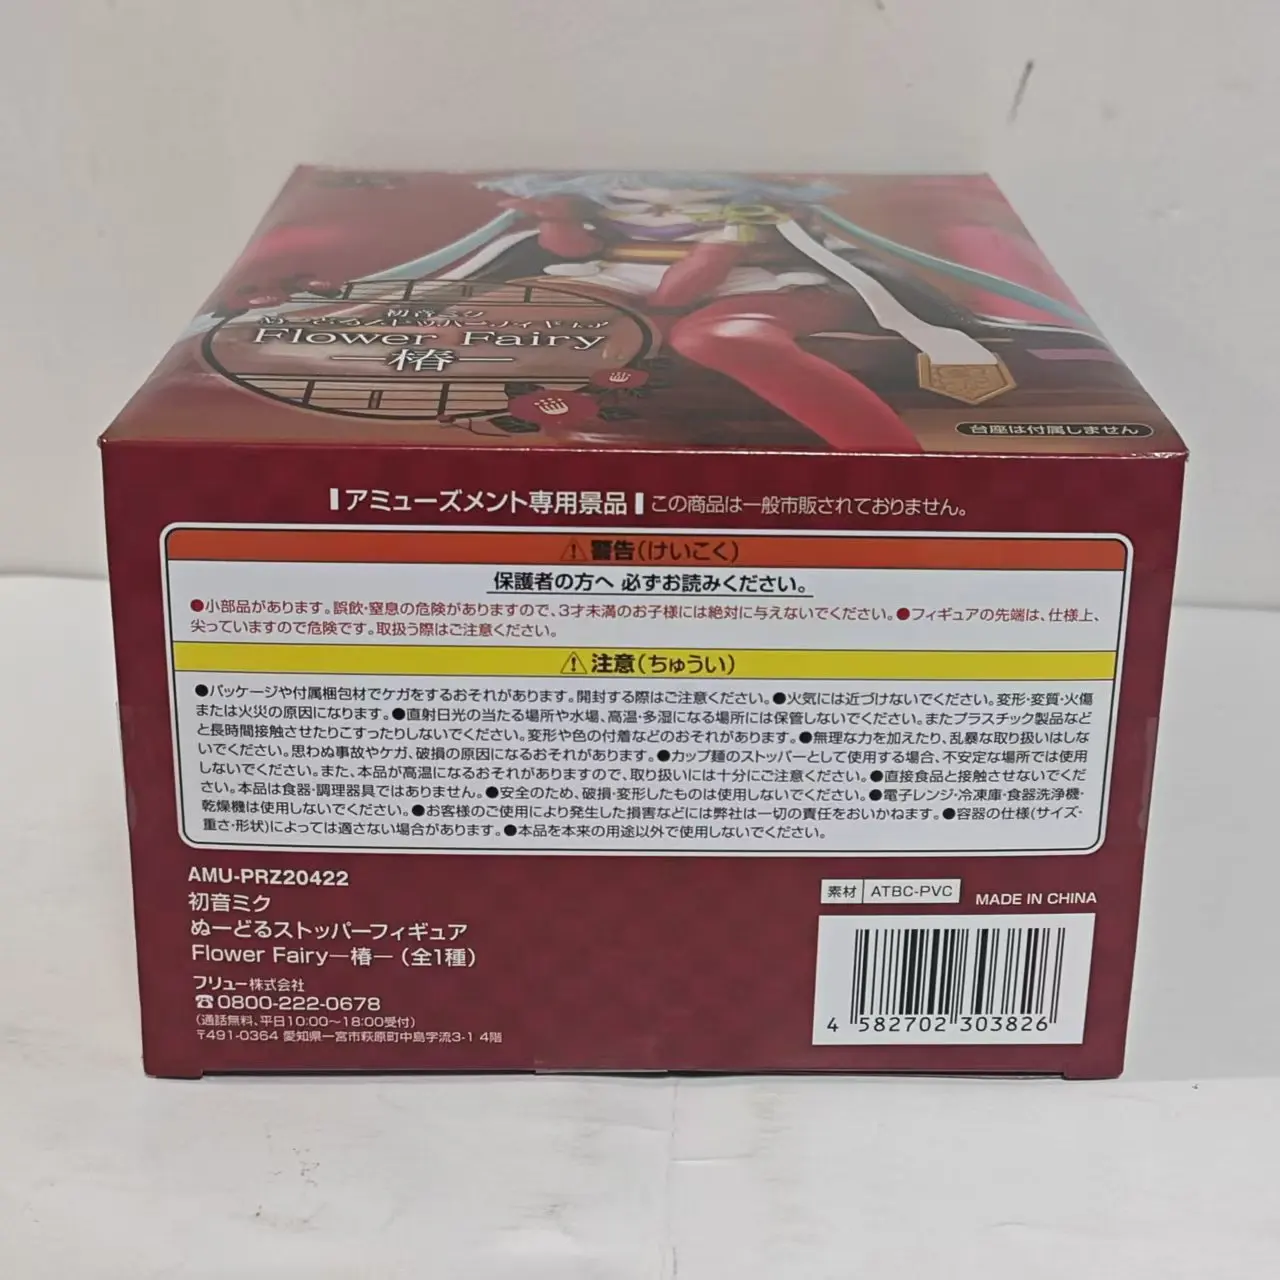 初音ミク
ぬーどるストッパーフィギュア
Flower Fairy
―椿―
台座は付属しません
アミューズメント専用景品 この商品は一般市販されておりません。
⚠警告(けいこく)
保護者の方へ 必ずお読みください。
●小部品があります。誤飲・窒息の危険がありますので、3才未満のお子様には絶対に与えないでください。●フィギュアの先端は、仕様上、
尖っていますので危険です。取扱う際はご注意ください。
⚠注意(ちゅうい)
●パッケージや付属梱包材でケガをするおそれがあります。開封する際はご注意ください。●火気には近づけないでください。変形・変質・火傷
または火災の原因になります。●直射日光の当たる場所や水場、高温・多湿になる場所には保管しないでください。またプラスチック製品など
と長時間接触させたりこすったりしないでください。変形や色の付着などのおそれがあります。●無理な力を加えたり、乱暴な取り扱いはしな
いでください。思わぬ事故やケガ、破損の原因になるおそれがあります。●カップ麺のストッパーとして使用する場合、不安定な場所では使用
しないでください。また、本品が高温になるおそれがありますので、取り扱いには十分にご注意ください。●直接食品と接触させないでくだ
さい。本品は食器・調理器具ではありません。●安全のため、破損・変形したものは使用しないでください。●電子レンジ・冷凍庫・食器洗浄機・
乾燥機は使用しないでください。●お客様のご使用により発生した損害などには弊社は一切の責任をおいかねます。●容器の仕様(サイズ・
重さ・形状)によっては適さない場合があります。●本品を本来の用途以外で使用しないでください。
AMU-PRZ20422
初音ミク
ぬーどるストッパーフィギュア
Flower Fairy―椿―(全1種)
フリュー株式会社
☎0800-222-0678
(通話無料、平日10:00〜18:00受付)
〒491-0364 愛知県一宮市萩原町中島字流3-1 4階
素材 ATBC-PVC
MADE IN CHINA
4 582702 303826